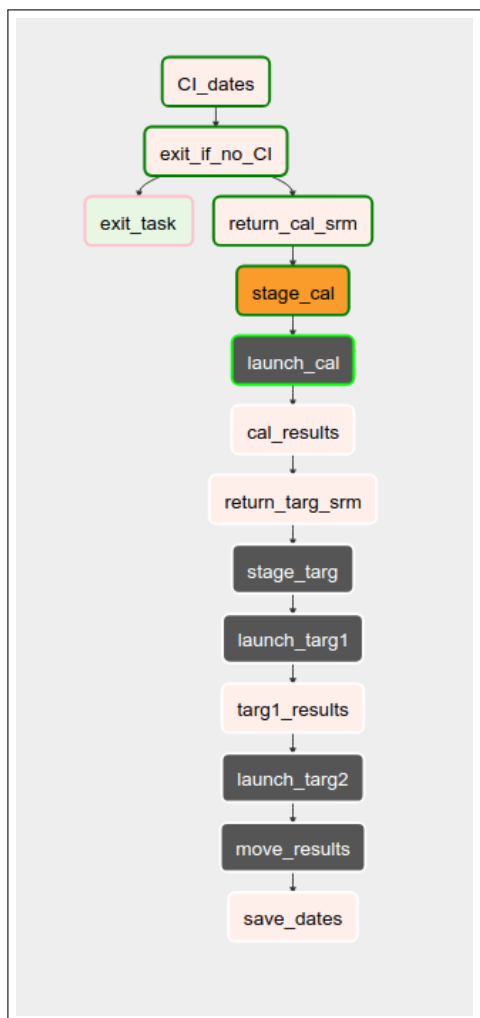 CI_dates
exit_if_no_CI
exit_task
return_cal_srm
stage_cal
launch_cal
cal_results
return_targ_srm
stage_targ
launch_targ1
targ1_results
launch_targ2
move_results
save_dates